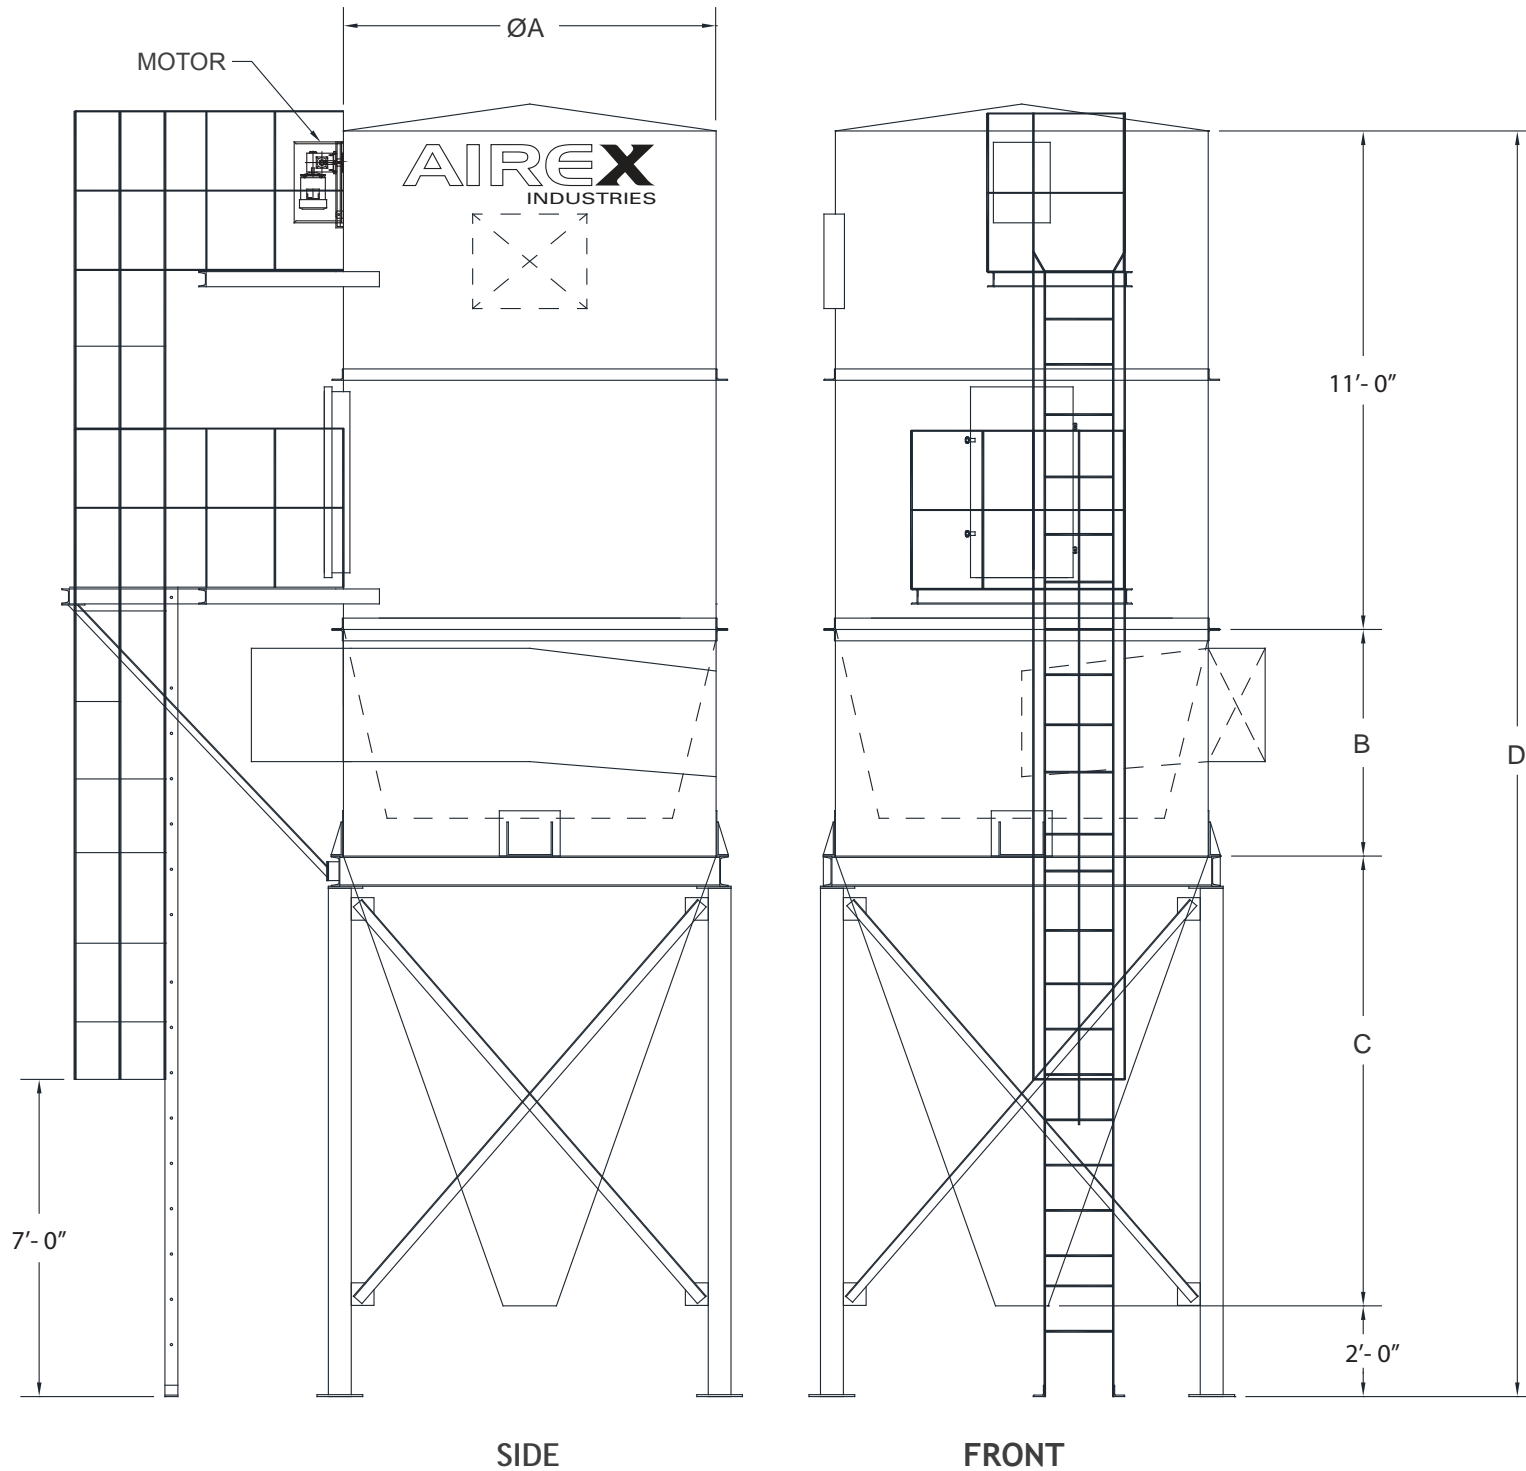 ØA
MOTOR
AIREX
INDUSTRIES
11’- 0”
B
D
C
7’- 0”
2’- 0”
SIDE
FRONT